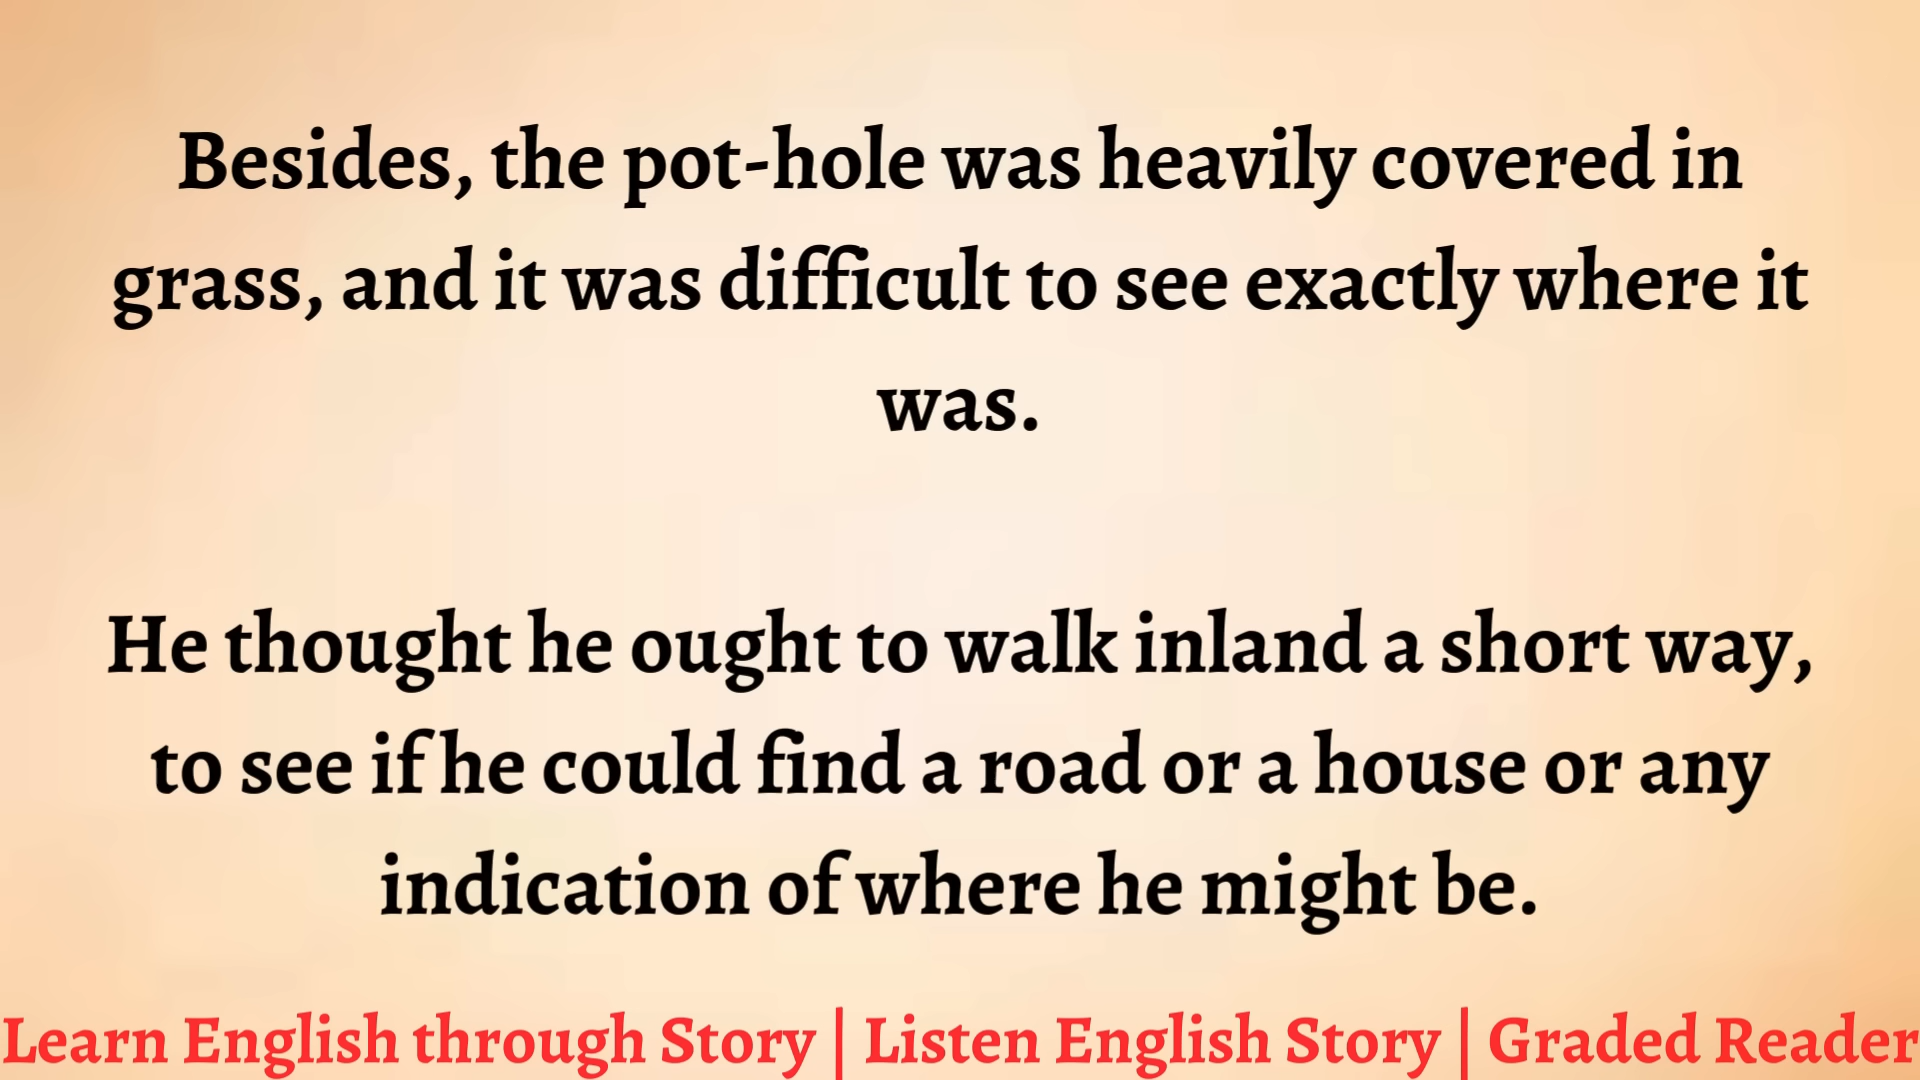 Besides, the pot-hole was heavily covered in
grass, and it was difficult to see exactly where it
was.
He thought he ought to walk inland a short way,
to see if he could find a road or a house or any
indication of where he might be.
Learn English through Story | Listen English Story | Graded Reader